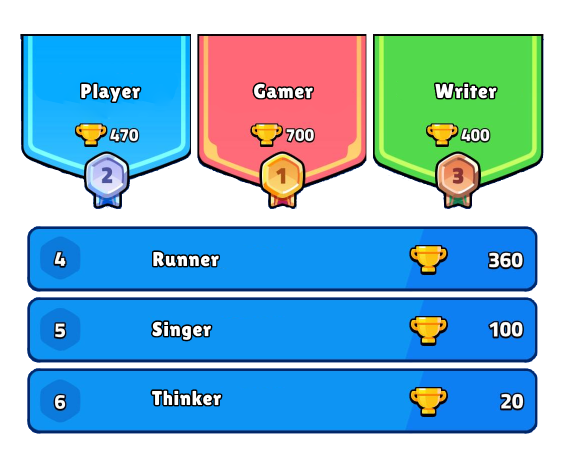 Player Gamer Writer
470 700 400
2 1 3
4 Runner 360
5 Singer 100
6 Thinker 20